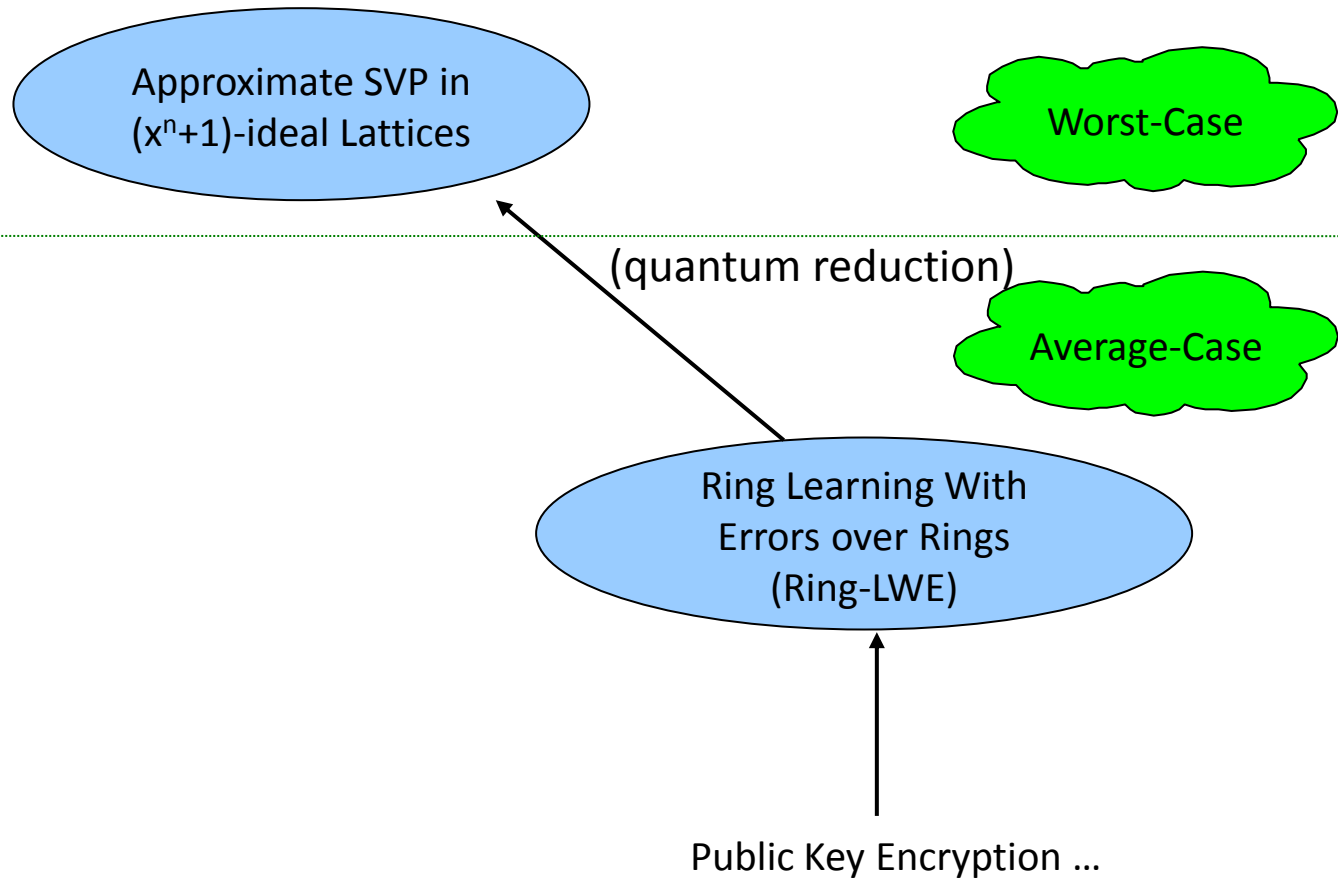 Approximate SVP in
(xⁿ+1)-ideal Lattices
Worst-Case
(quantum reduction)
Average-Case
Ring Learning With
Errors over Rings
(Ring-LWE)
Public Key Encryption …